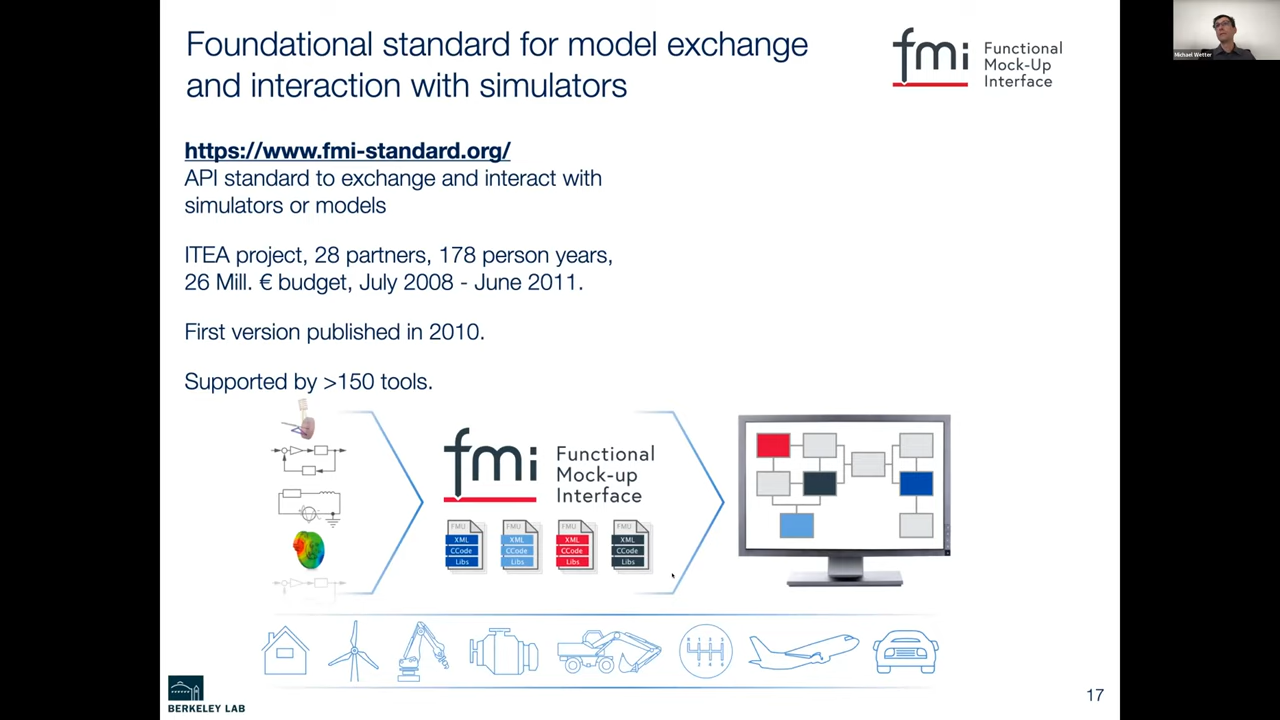 Foundational standard for model exchange
and interaction with simulators
fmi
Functional
Mock-Up
Interface
Michael Wetter
https://www.fmi-standard.org/
API standard to exchange and interact with
simulators or models
ITEA project, 28 partners, 178 person years,
26 Mill. € budget, July 2008 - June 2011.
First version published in 2010.
Supported by >150 tools.
fmi
Functional
Mock-up
Interface
FMU
XML
CCode
Libs
FMU
XML
CCode
Libs
FMU
XML
CCode
Libs
FMU
XML
CCode
Libs
BERKELEY LAB
17